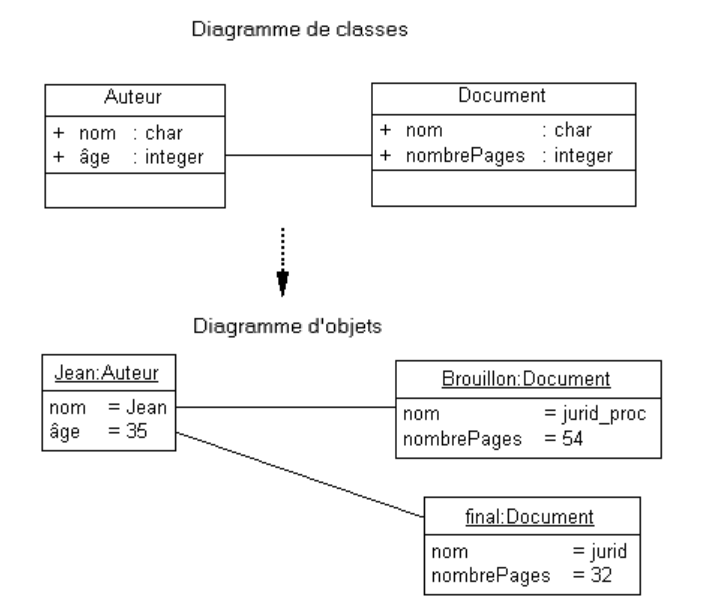 Diagramme de classes
Auteur
+ nom : char
+ âge : integer
Document
+ nom : char
+ nombrePages : integer
Diagramme d'objets
Jean:Auteur
nom = Jean
âge = 35
Brouillon:Document
nom = jurid_proc
nombrePages = 54
final:Document
nom = jurid
nombrePages = 32